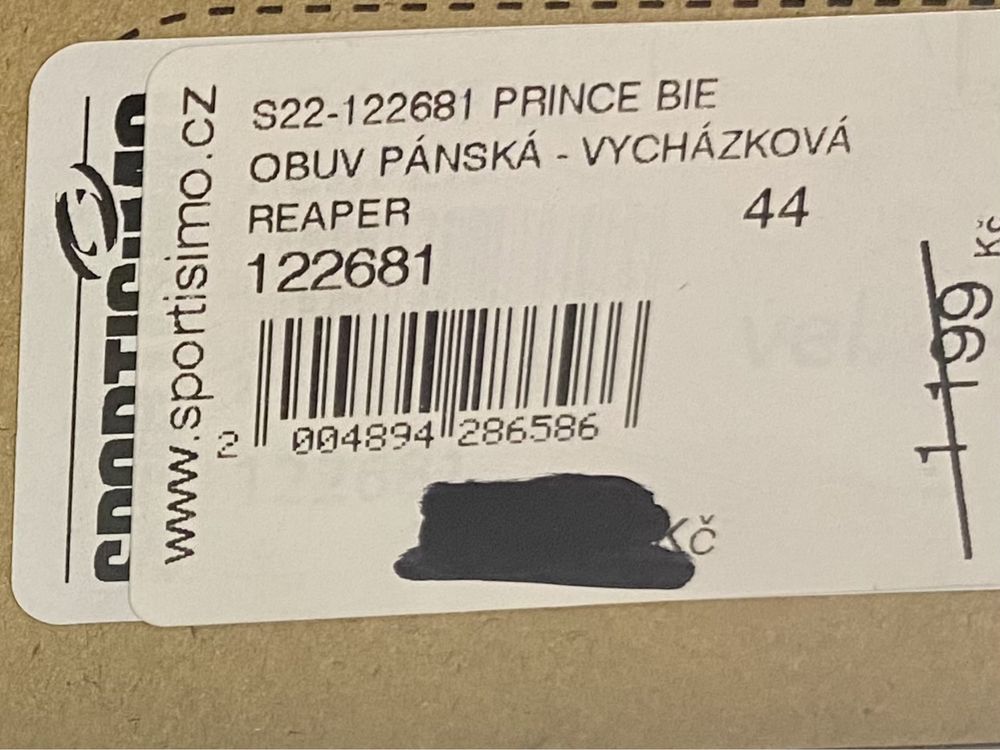 S22-122681 PRINCE BIE
OBUV PÁNSKÁ - VYCHÁZKOVÁ
REAPER 44
122681
2 004894 286586
Kč
1 199 Kč
www.sportisimo.cz
SPORTISIMO